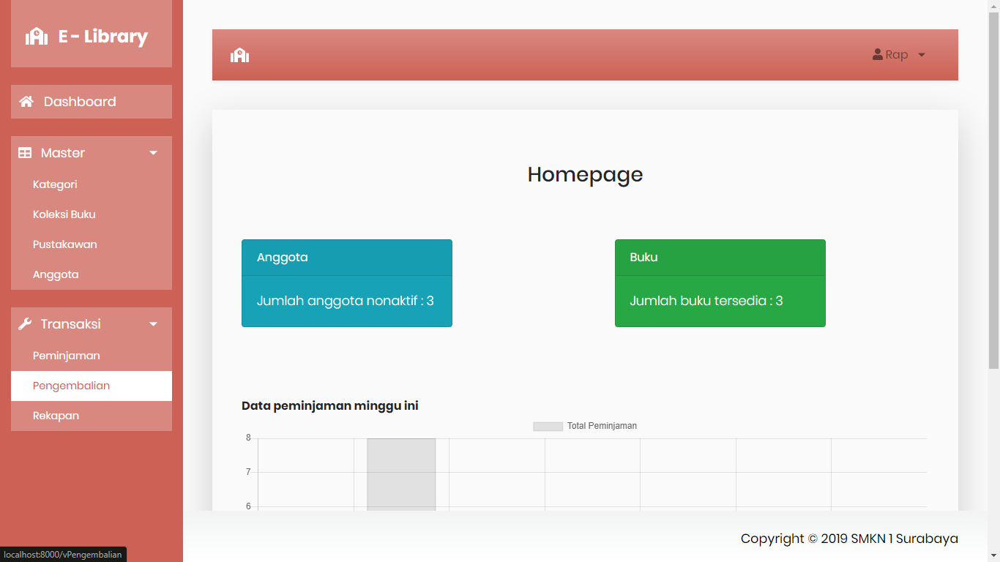 E - Library
Dashboard
Master
Kategori
Koleksi Buku
Pustakawan
Anggota
Transaksi
Peminjaman
Pengembalian
Rekapan
Rap
Homepage
Anggota
Jumlah anggota nonaktif : 3
Buku
Jumlah buku tersedia : 3
Data peminjaman minggu ini
Total Peminjaman
8
7
6
Copyright © 2019 SMKN 1 Surabaya
localhost:8000/vPengembalian